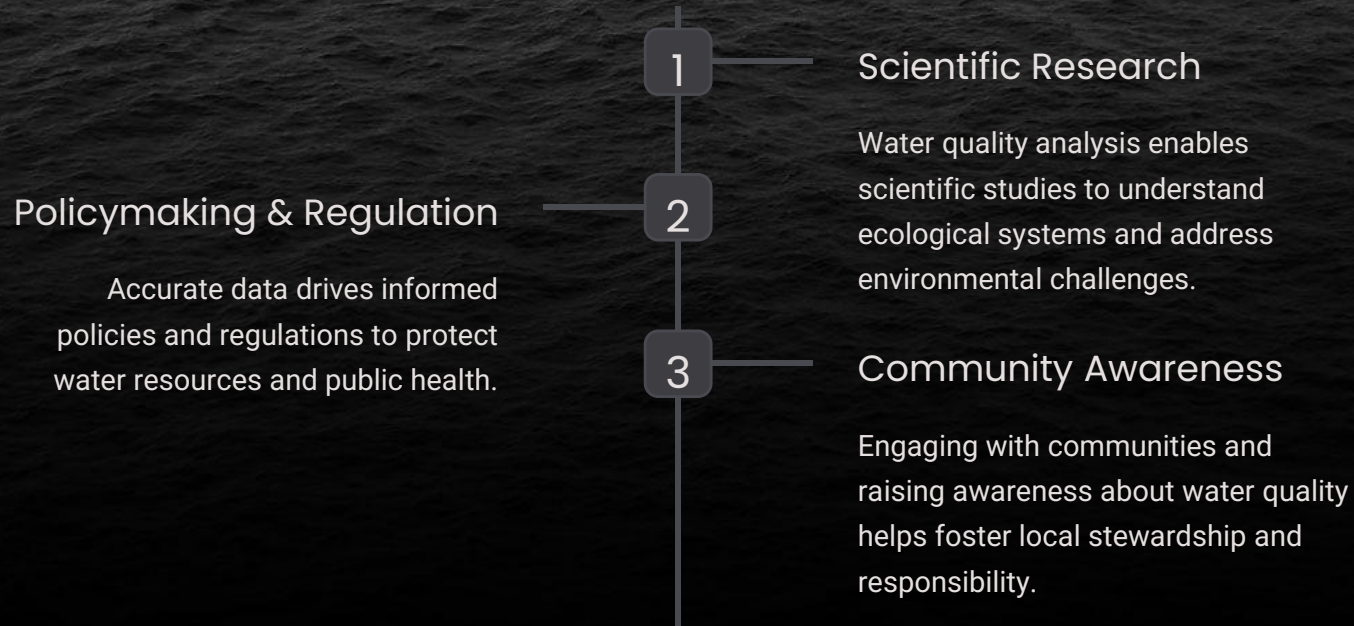 1
Scientific Research
Water quality analysis enables
scientific studies to understand
ecological systems and address
environmental challenges.
2
Policymaking & Regulation
Accurate data drives informed
policies and regulations to protect
water resources and public health.
3
Community Awareness
Engaging with communities and
raising awareness about water quality
helps foster local stewardship and
responsibility.